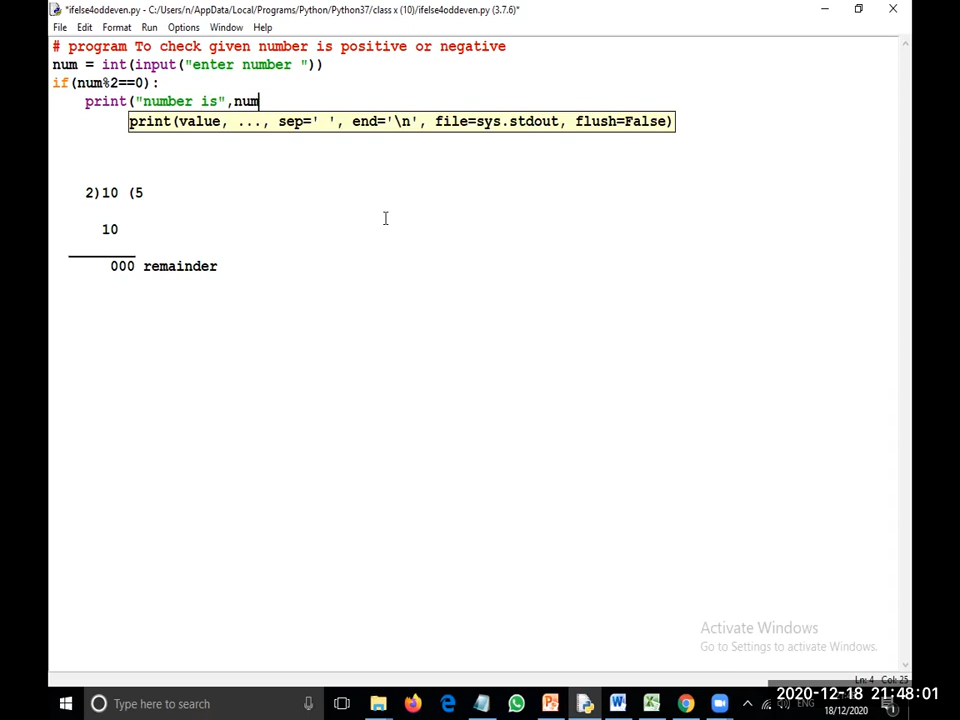 *ifelse4oddeven.py - C:/Users/n/AppData/Local/Programs/Python/Python37/class x (10)/ifelse4oddeven.py (3.7.6)*
File Edit Format Run Options Window Help
# program To check given number is positive or negative
num = int(input("enter number "))
if(num%2==0):
    print("number is",num
print(value, ..., sep=' ', end='\n', file=sys.stdout, flush=False)
2)10 (5
10
000 remainder
Activate Windows
Go to Settings to activate Windows.
Ln: 4 Col: 25
Type here to search
ENG
2020-12-18 21:48:01
18/12/2020